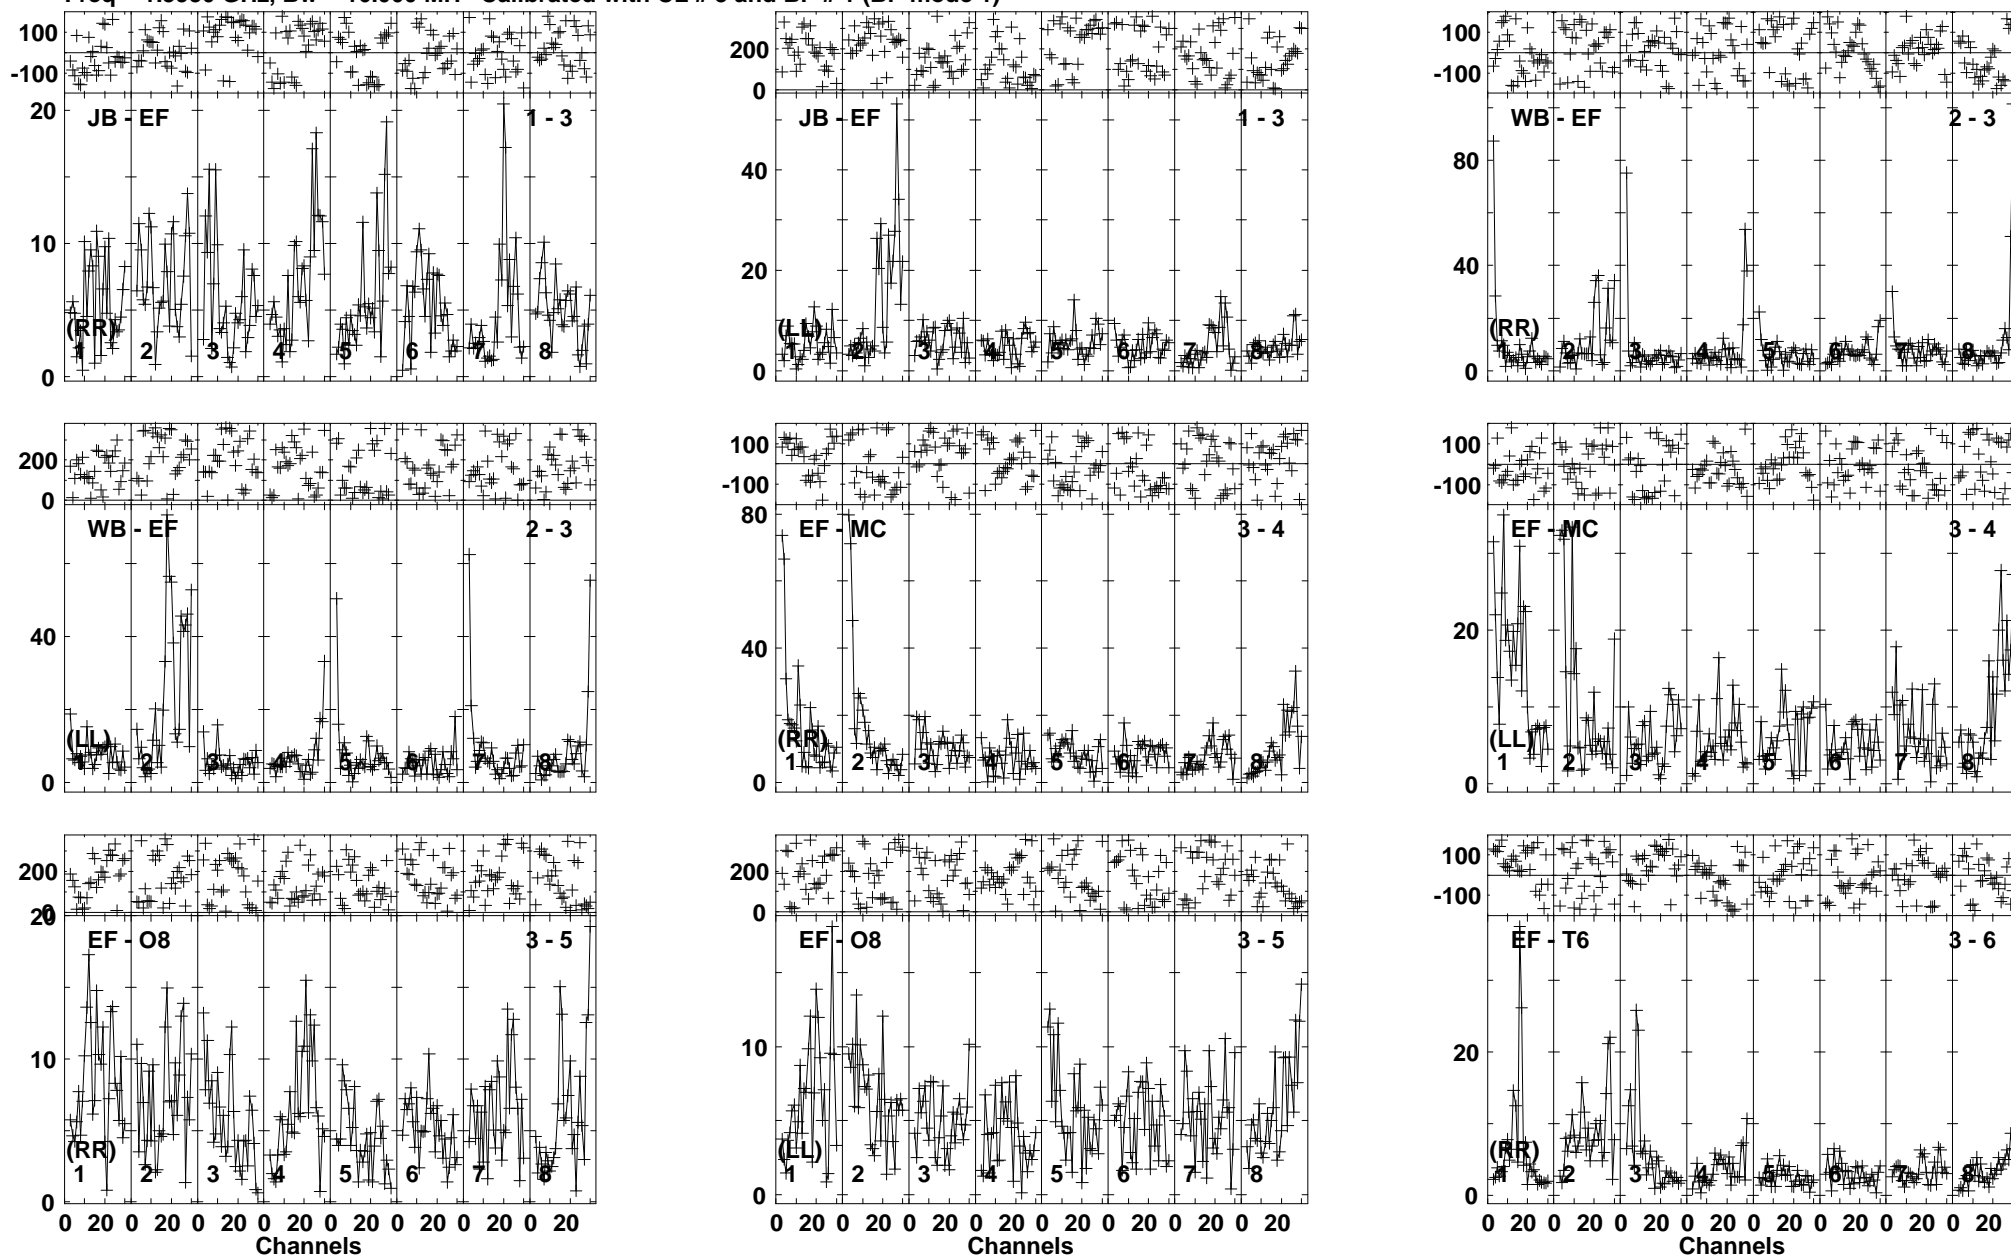 100 100
-100 200 0 -100
20 10 0 JB - EF 1 - 3 (RR) 1 2 3 4 5 6 7 8
40 20 0 JB - EF 1 - 3 (LL) 1 2 3 4 5 6 7 8
80 40 0 WB - EF 2 - 3 (RR) 1 2 3 4 5 6 7 8
200 0 100 -100 100 -100
40 0 WB - EF 2 - 3 (LL) 1 2 3 4 5 6 7 8
80 40 0 EF - MC 3 - 4 (RR) 1 2 3 4 5 6 7 8
20 0 EF - MC 3 - 4 (LL) 1 2 3 4 5 6 7 8
200 0 200 0 100 -100
20 10 0 EF - O8 3 - 5 (RR) 1 2 3 4 5 6 7 8
10 0 EF - O8 3 - 5 (LL) 1 2 3 4 5 6 7 8
20 0 EF - T6 3 - 6 (RR) 1 2 3 4 5 6 7 8
0 20 0 20 0 20 0 20 0 20 0 20 0 20 0 20
0 20 0 20 0 20 0 20 0 20 0 20 0 20 0 20
0 20 0 20 0 20 0 20 0 20 0 20 0 20 0 20
Channels Channels